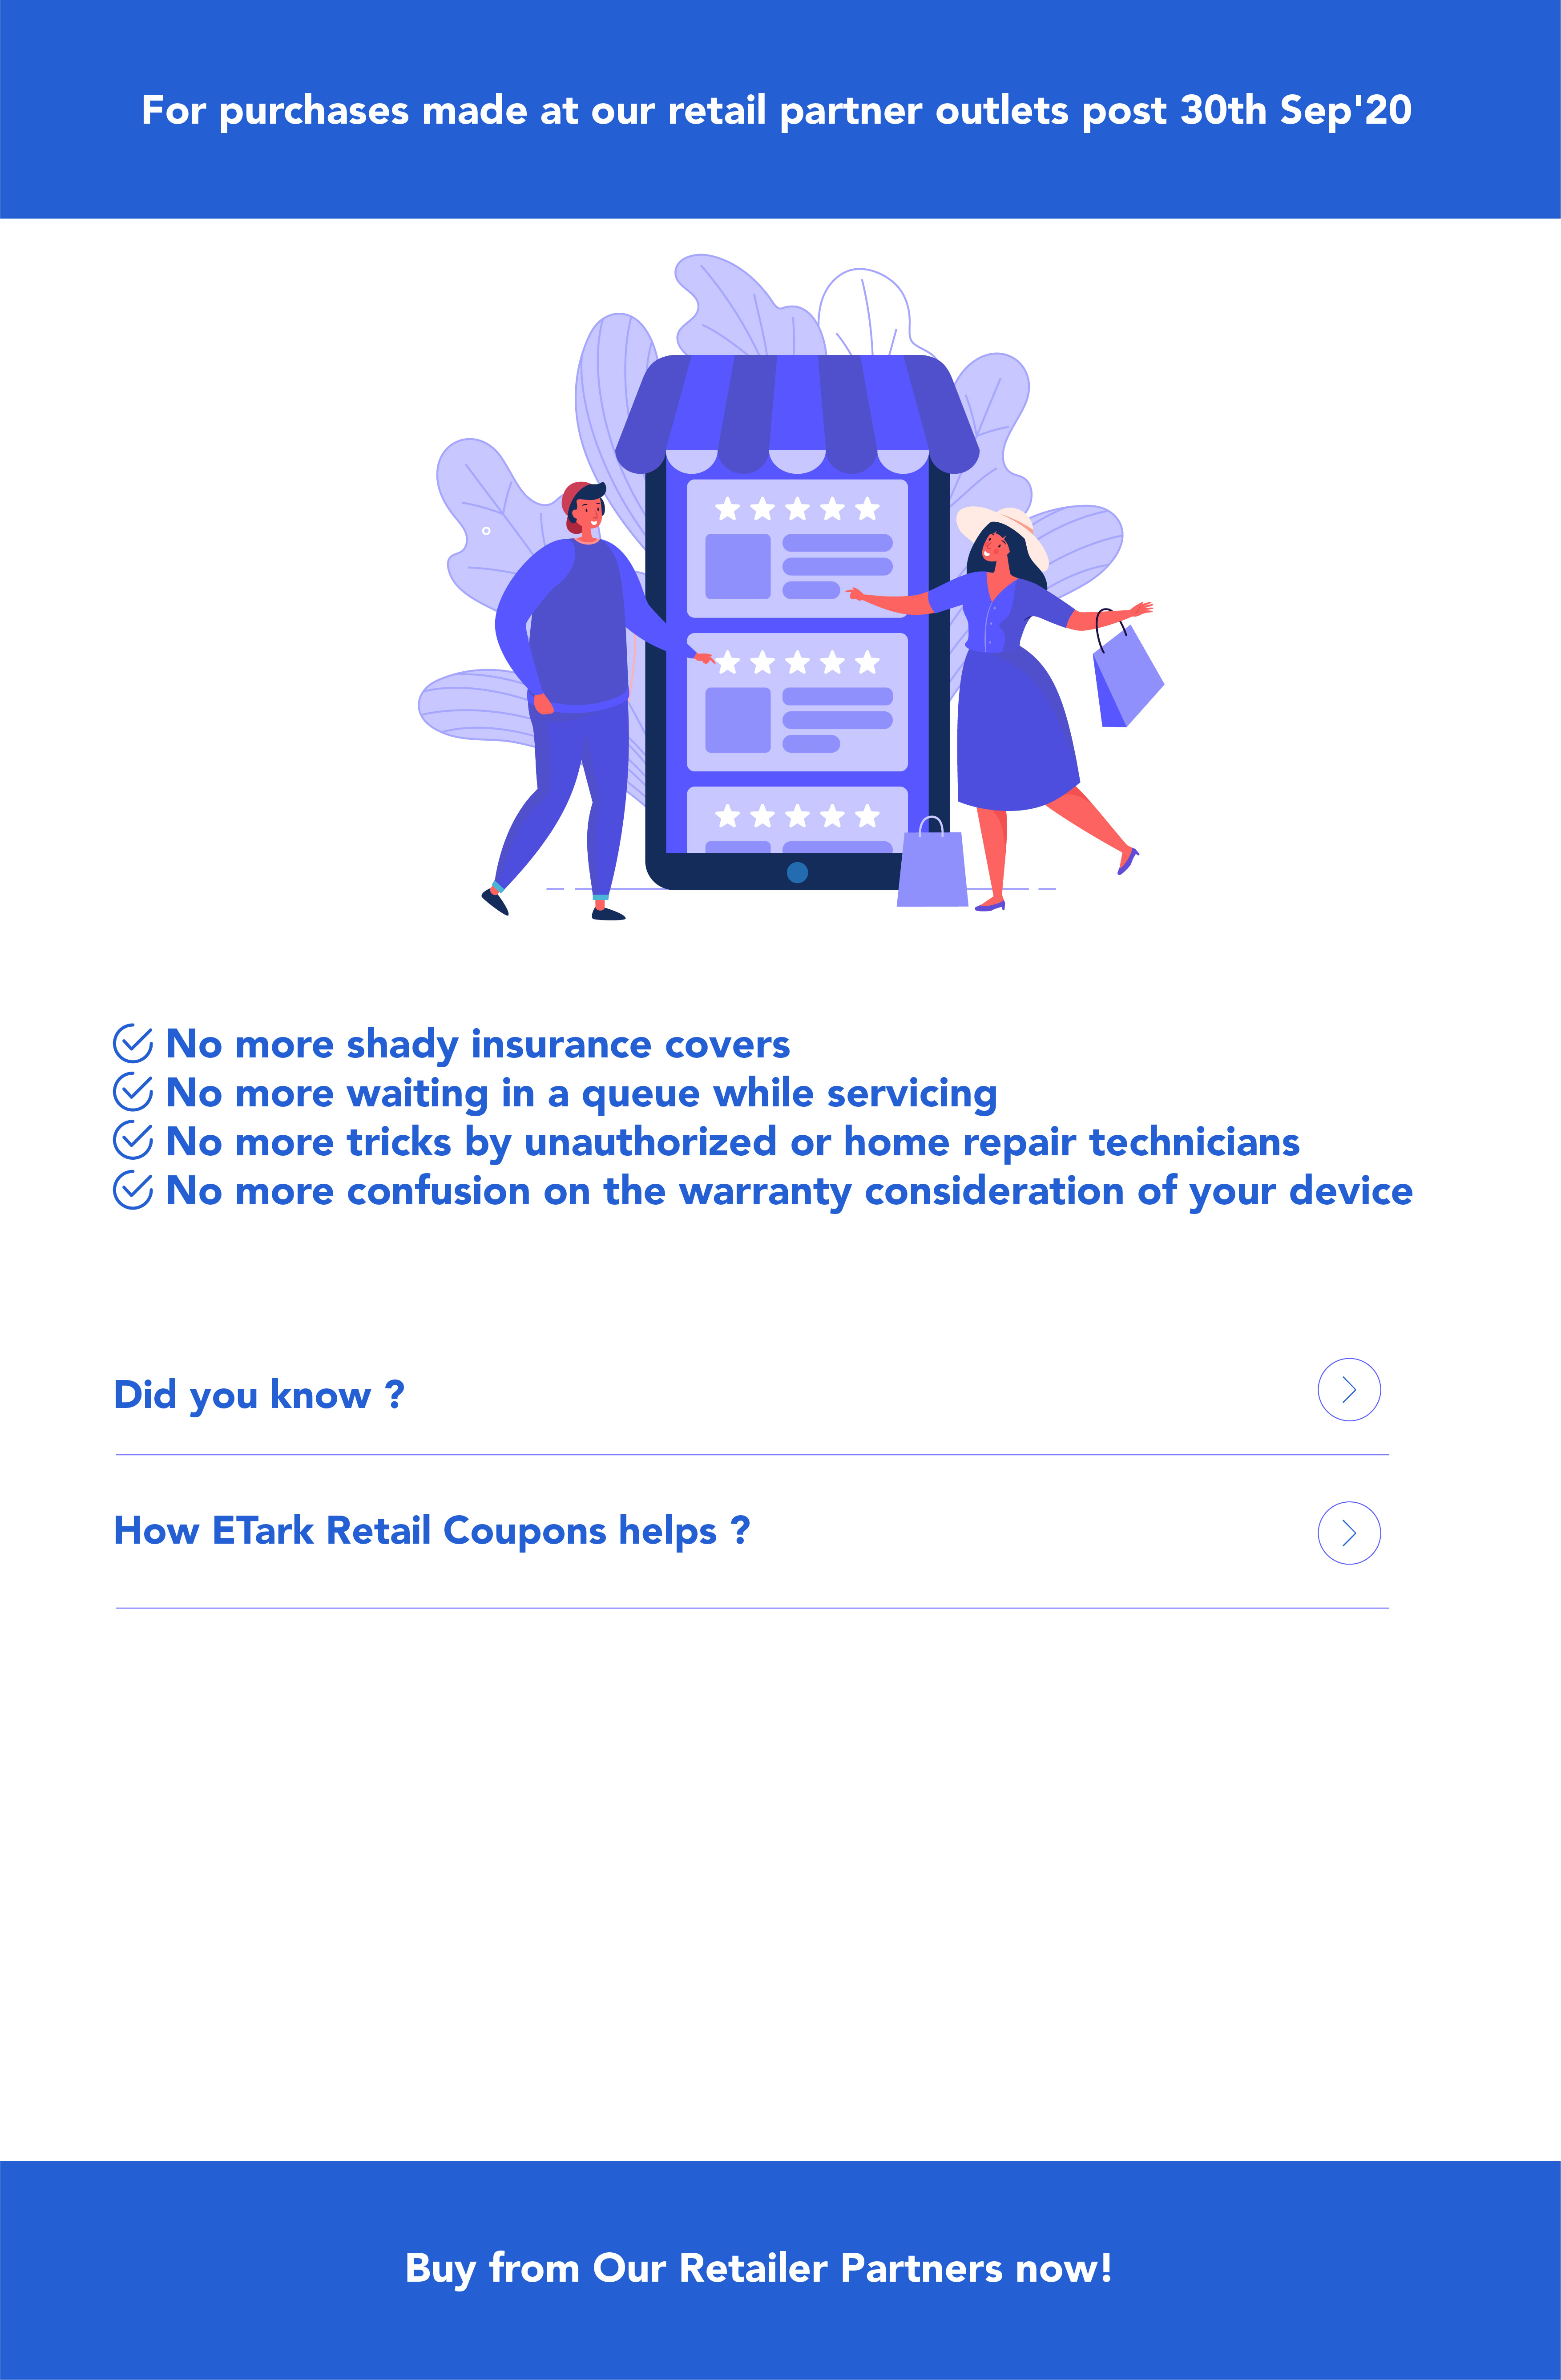 For purchases made at our retail partner outlets post 30th Sep'20
No more shady insurance covers
No more waiting in a queue while servicing
No more tricks by unauthorized or home repair technicians
No more confusion on the warranty consideration of your device
Did you know ?
How ETark Retail Coupons helps ?
Buy from Our Retailer Partners now!